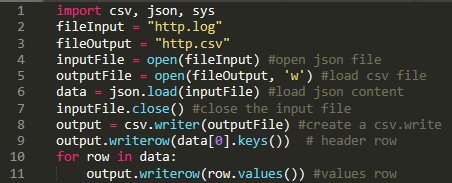 1 import csv, json, sys
2 fileInput = "http.log"
3 fileOutput = "http.csv"
4 inputFile = open(fileInput) #open json file
5 outputFile = open(fileOutput, 'w') #load csv file
6 data = json.load(inputFile) #load json content
7 inputFile.close() #close the input file
8 output = csv.writer(outputFile) #create a csv.write
9 output.writerow(data[0].keys())  # header row
10 for row in data:
11     output.writerow(row.values()) #values row